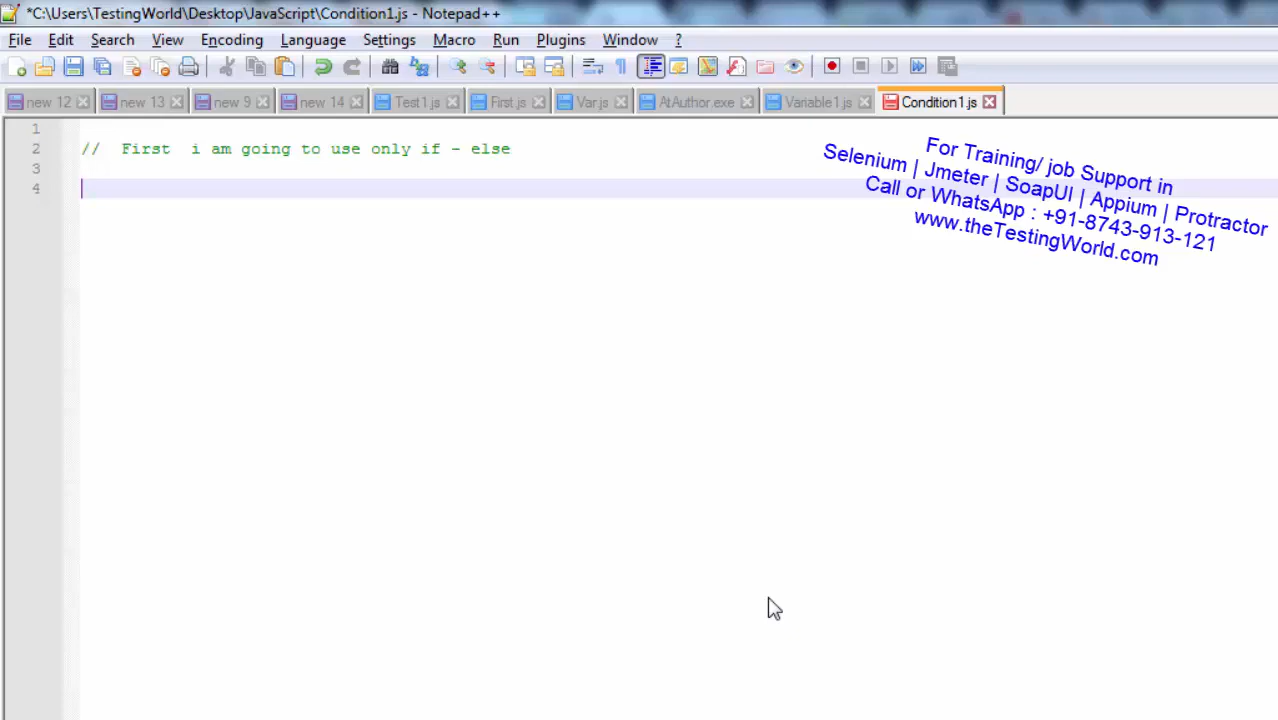 *C:\Users\TestingWorld\Desktop\JavaScript\Condition1.js - Notepad++
File Edit Search View Encoding Language Settings Macro Run Plugins Window ?
new 12 new 13 new 9 new 14 Test1.js First.js Var.js AtAuthor.exe Variable1.js Condition1.js
1
2 //  First  i am going to use only if - else
3
4
For Training/ job Support in
Selenium | Jmeter | SoapUI | Appium | Protractor
Call or WhatsApp : +91-8743-913-121
www.theTestingWorld.com